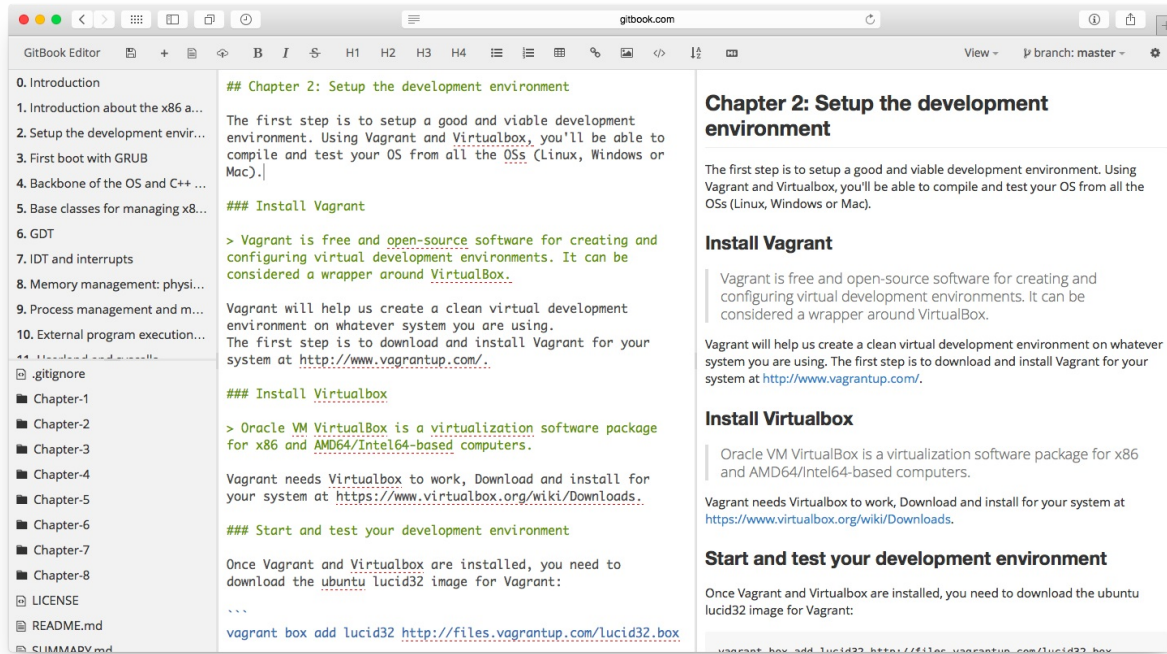 gitbook.com
GitBook Editor
B I S H1 H2 H3 H4
View
branch: master
0. Introduction
1. Introduction about the x86 a...
2. Setup the development envir...
3. First boot with GRUB
4. Backbone of the OS and C++ ...
5. Base classes for managing x8...
6. GDT
7. IDT and interrupts
8. Memory management: physi...
9. Process management and m...
10. External program execution...
11. Userland and syscalls
.gitignore
Chapter-1
Chapter-2
Chapter-3
Chapter-4
Chapter-5
Chapter-6
Chapter-7
Chapter-8
LICENSE
README.md
SUMMARY.md
## Chapter 2: Setup the development environment
The first step is to setup a good and viable development
environment. Using Vagrant and Virtualbox, you'll be able to
compile and test your OS from all the OSs (Linux, Windows or
Mac).
### Install Vagrant
> Vagrant is free and open-source software for creating and
configuring virtual development environments. It can be
considered a wrapper around VirtualBox.
Vagrant will help us create a clean virtual development
environment on whatever system you are using.
The first step is to download and install Vagrant for your
system at http://www.vagrantup.com/.
### Install Virtualbox
> Oracle VM VirtualBox is a virtualization software package
for x86 and AMD64/Intel64-based computers.
Vagrant needs Virtualbox to work, Download and install for
your system at https://www.virtualbox.org/wiki/Downloads.
### Start and test your development environment
Once Vagrant and Virtualbox are installed, you need to
download the ubuntu lucid32 image for Vagrant:
```
vagrant box add lucid32 http://files.vagrantup.com/lucid32.box
Chapter 2: Setup the development
environment
The first step is to setup a good and viable development environment. Using
Vagrant and Virtualbox, you'll be able to compile and test your OS from all the
OSs (Linux, Windows or Mac).
Install Vagrant
Vagrant is free and open-source software for creating and
configuring virtual development environments. It can be
considered a wrapper around VirtualBox.
Vagrant will help us create a clean virtual development environment on whatever
system you are using. The first step is to download and install Vagrant for your
system at http://www.vagrantup.com/.
Install Virtualbox
Oracle VM VirtualBox is a virtualization software package for x86
and AMD64/Intel64-based computers.
Vagrant needs Virtualbox to work, Download and install for your system at
https://www.virtualbox.org/wiki/Downloads.
Start and test your development environment
Once Vagrant and Virtualbox are installed, you need to download the ubuntu
lucid32 image for Vagrant:
vagrant box add lucid32 http://files.vagrantup.com/lucid32.box